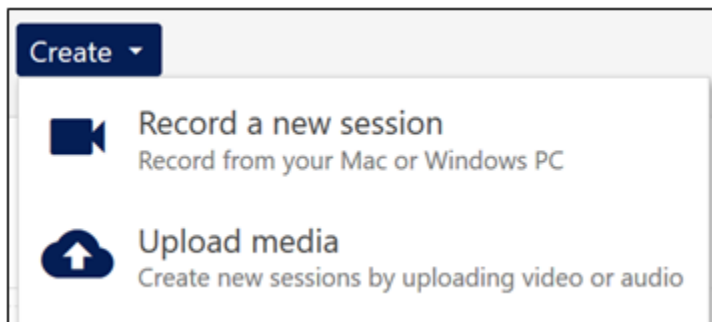 Create
Record a new session
Record from your Mac or Windows PC
Upload media
Create new sessions by uploading video or audio